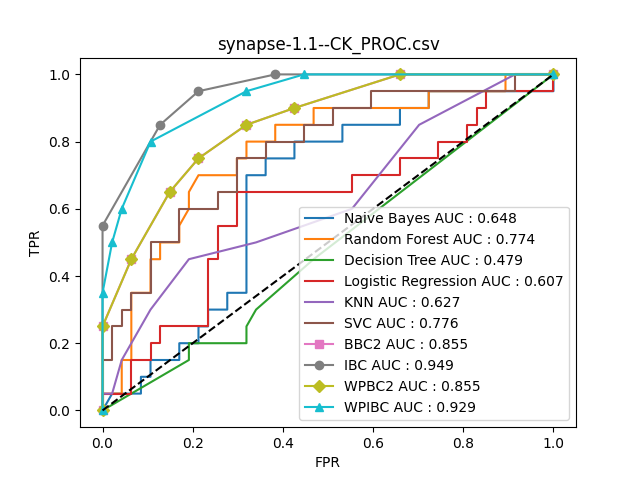 synapse-1.1--CK_PROC.csv
1.0
0.8
0.6
0.4
0.2
0.0
TPR
Naive Bayes AUC : 0.648
Random Forest AUC : 0.774
Decision Tree AUC : 0.479
Logistic Regression AUC : 0.607
KNN AUC : 0.627
SVC AUC : 0.776
BBC2 AUC : 0.855
IBC AUC : 0.949
WPBC2 AUC : 0.855
WPIBC AUC : 0.929
0.0 0.2 0.4 0.6 0.8 1.0
FPR